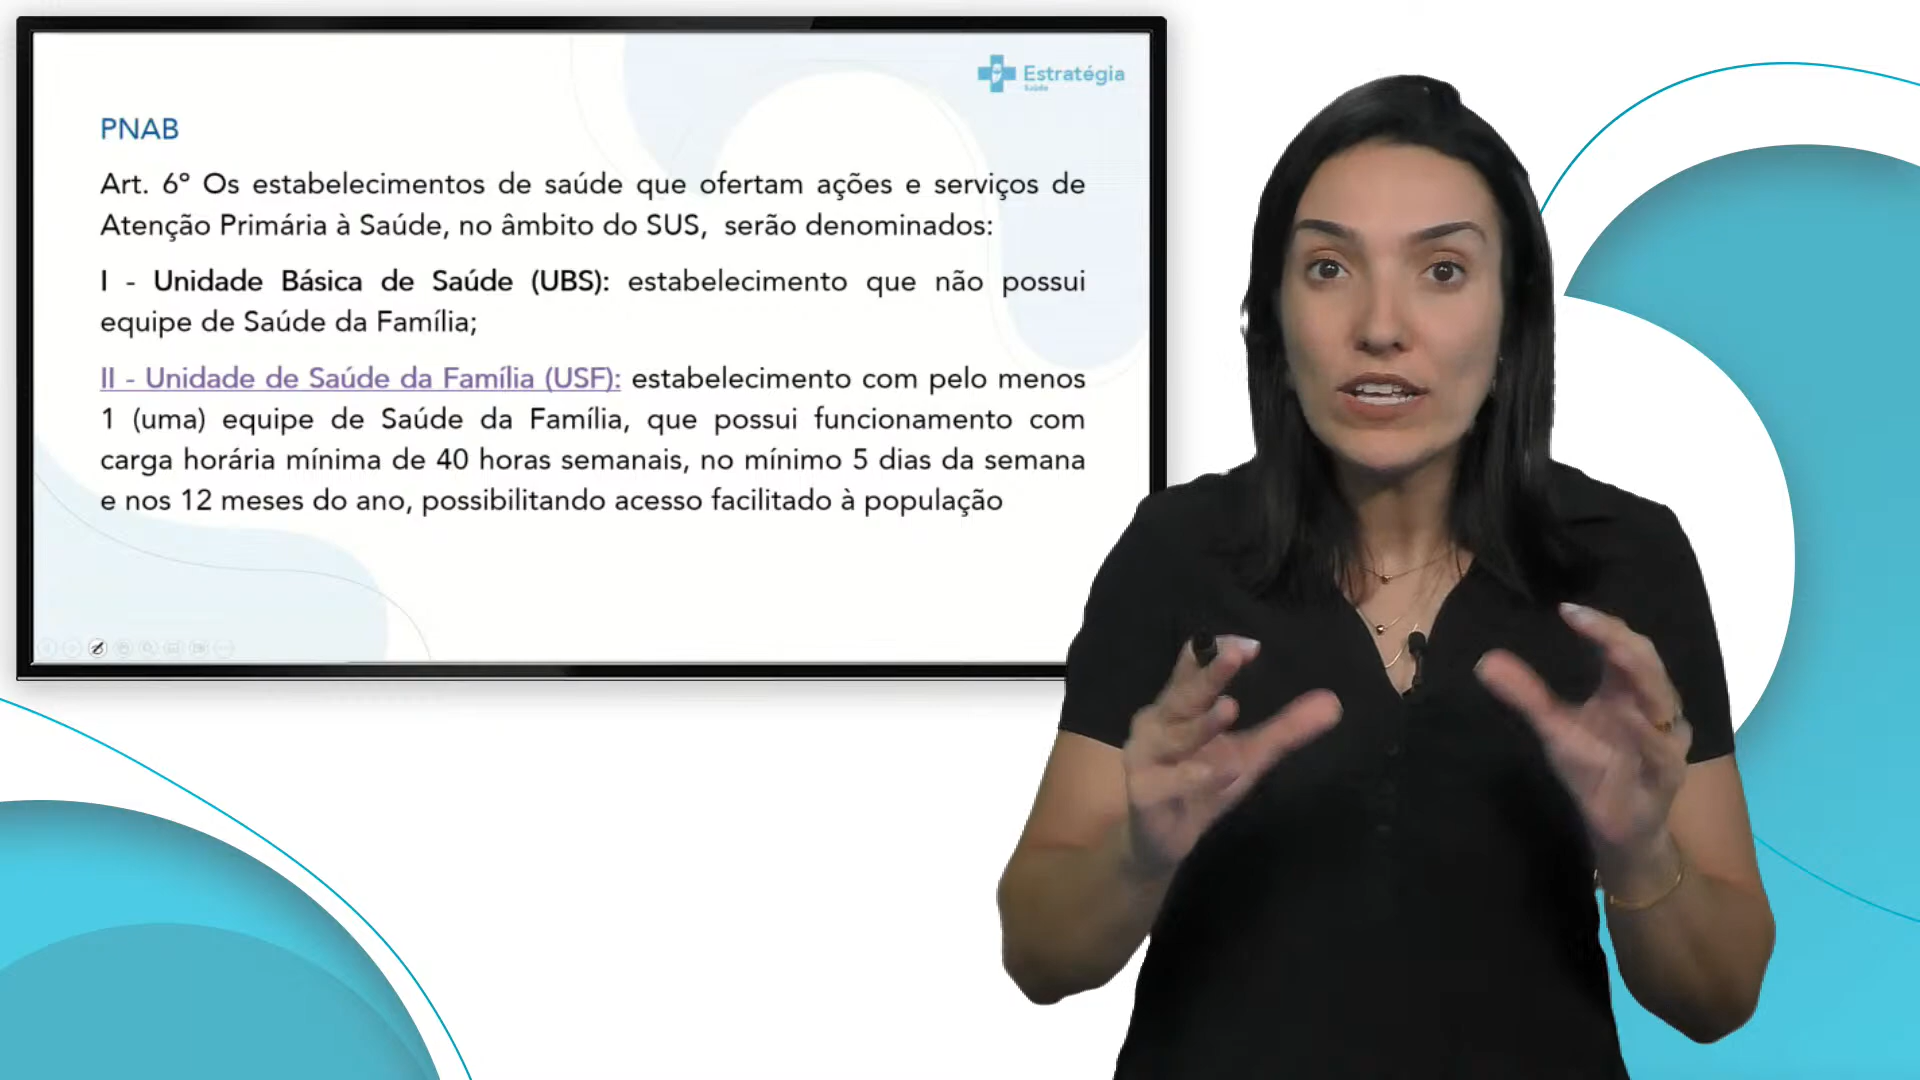 Estratégia
Saúde
PNAB
Art. 6º Os estabelecimentos de saúde que ofertam ações e serviços de
Atenção Primária à Saúde, no âmbito do SUS, serão denominados:
I - Unidade Básica de Saúde (UBS): estabelecimento que não possui
equipe de Saúde da Família;
II - Unidade de Saúde da Família (USF): estabelecimento com pelo menos
1 (uma) equipe de Saúde da Família, que possui funcionamento com
carga horária mínima de 40 horas semanais, no mínimo 5 dias da semana
e nos 12 meses do ano, possibilitando acesso facilitado à população